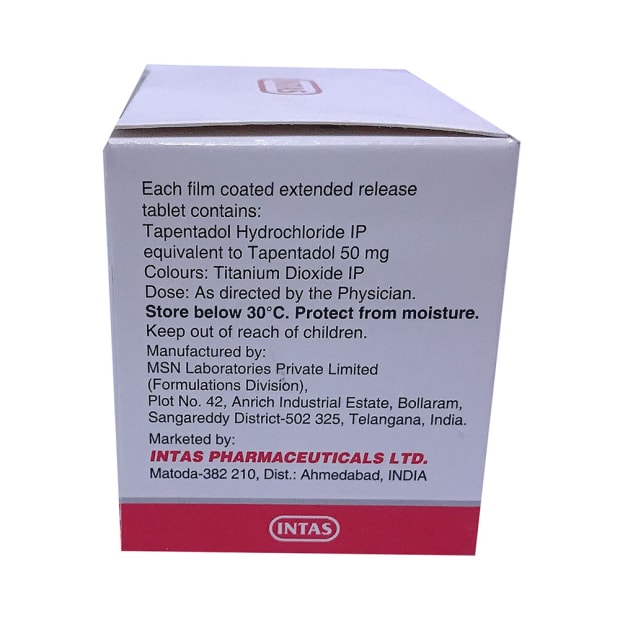 INTAS
Each film coated extended release
tablet contains:
Tapentadol Hydrochloride IP
equivalent to Tapentadol 50 mg
Colours: Titanium Dioxide IP
Dose: As directed by the Physician.
Store below 30°C. Protect from moisture.
Keep out of reach of children.
Manufactured by:
MSN Laboratories Private Limited
(Formulations Division),
Plot No. 42, Anrich Industrial Estate, Bollaram,
Sangareddy District-502 325, Telangana, India.
Marketed by:
INTAS PHARMACEUTICALS LTD.
Matoda-382 210, Dist.: Ahmedabad, INDIA
INTAS